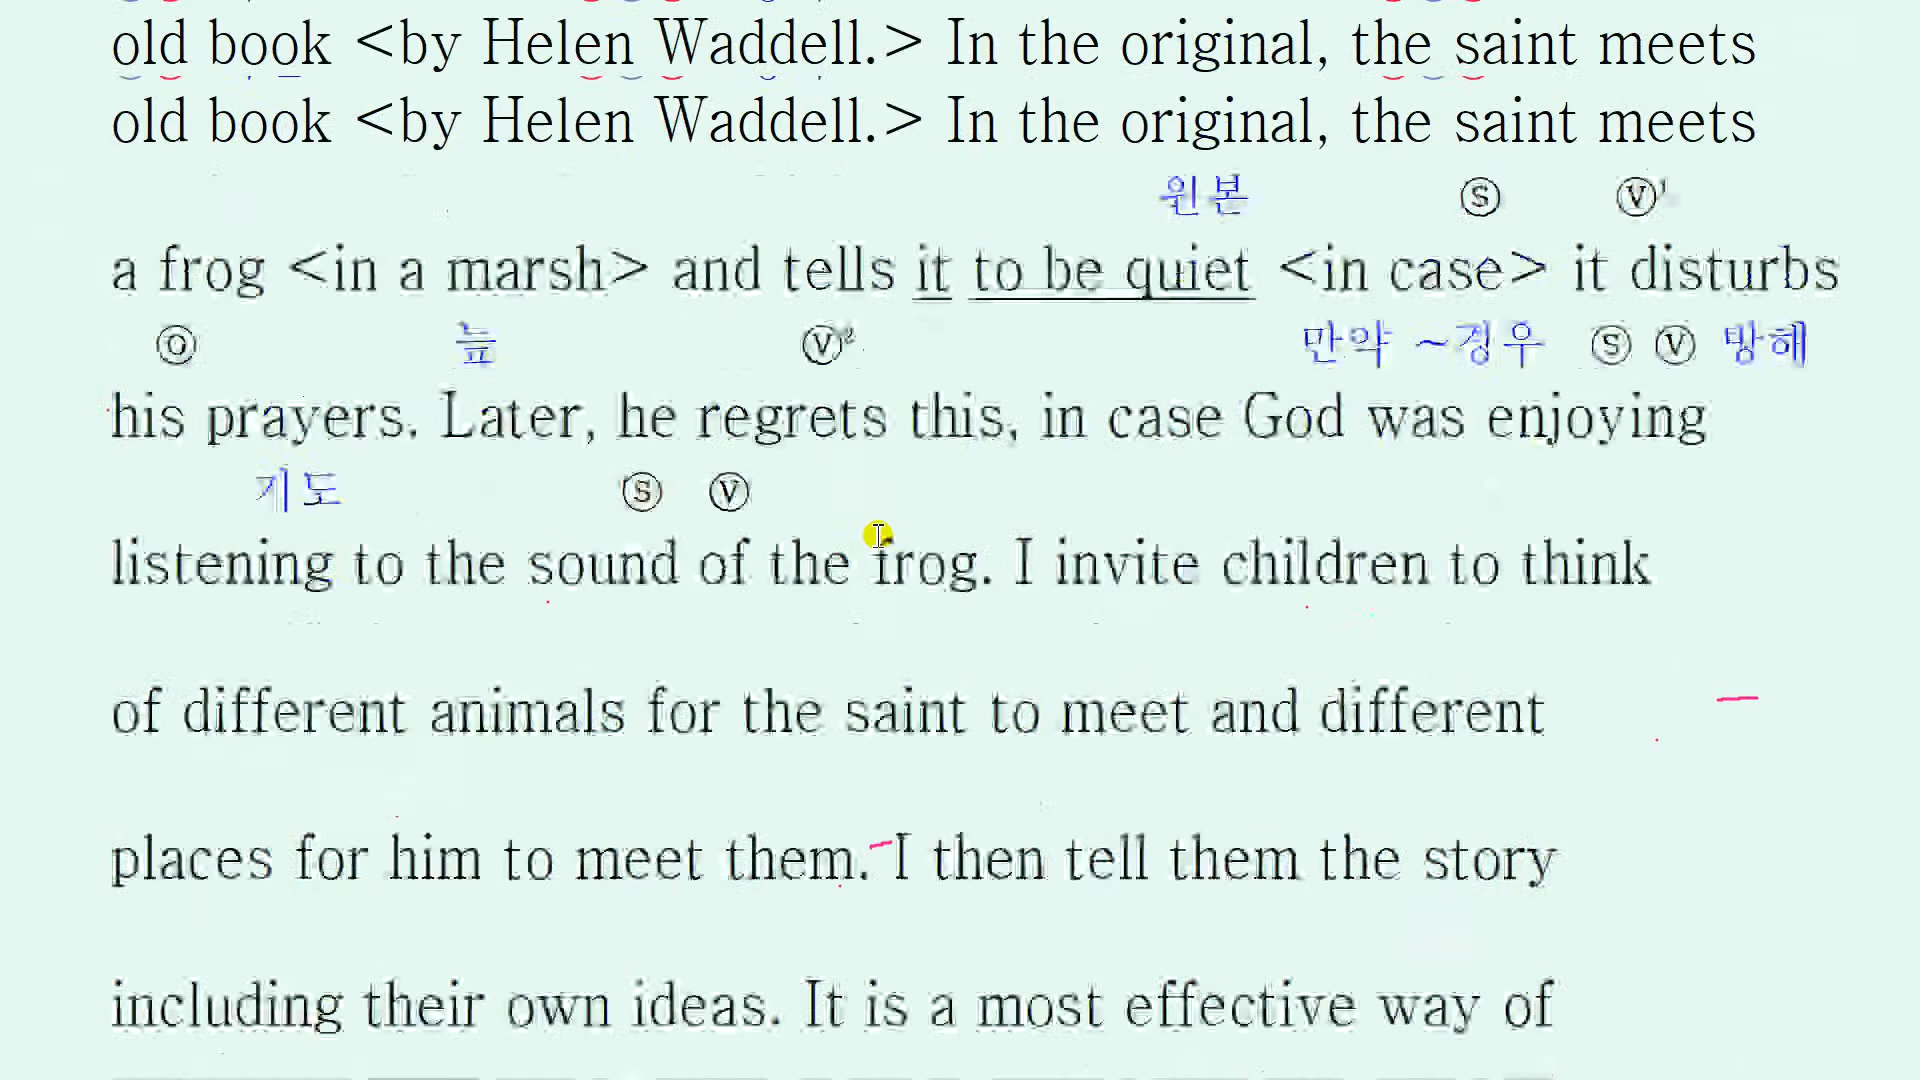 old book <by Helen Waddell.> In the original, the saint meets
old book <by Helen Waddell.> In the original, the saint meets
원본 Ⓢ Ⓥ¹
a frog <in a marsh> and tells it to be quiet <in case> it disturbs
Ⓞ 늪 Ⓥ² 만약 ~경우 Ⓢ Ⓥ 방해
his prayers. Later, he regrets this, in case God was enjoying
기도 Ⓢ Ⓥ
listening to the sound of the frog. I invite children to think
of different animals for the saint to meet and different
places for him to meet them. I then tell them the story
including their own ideas. It is a most effective way of